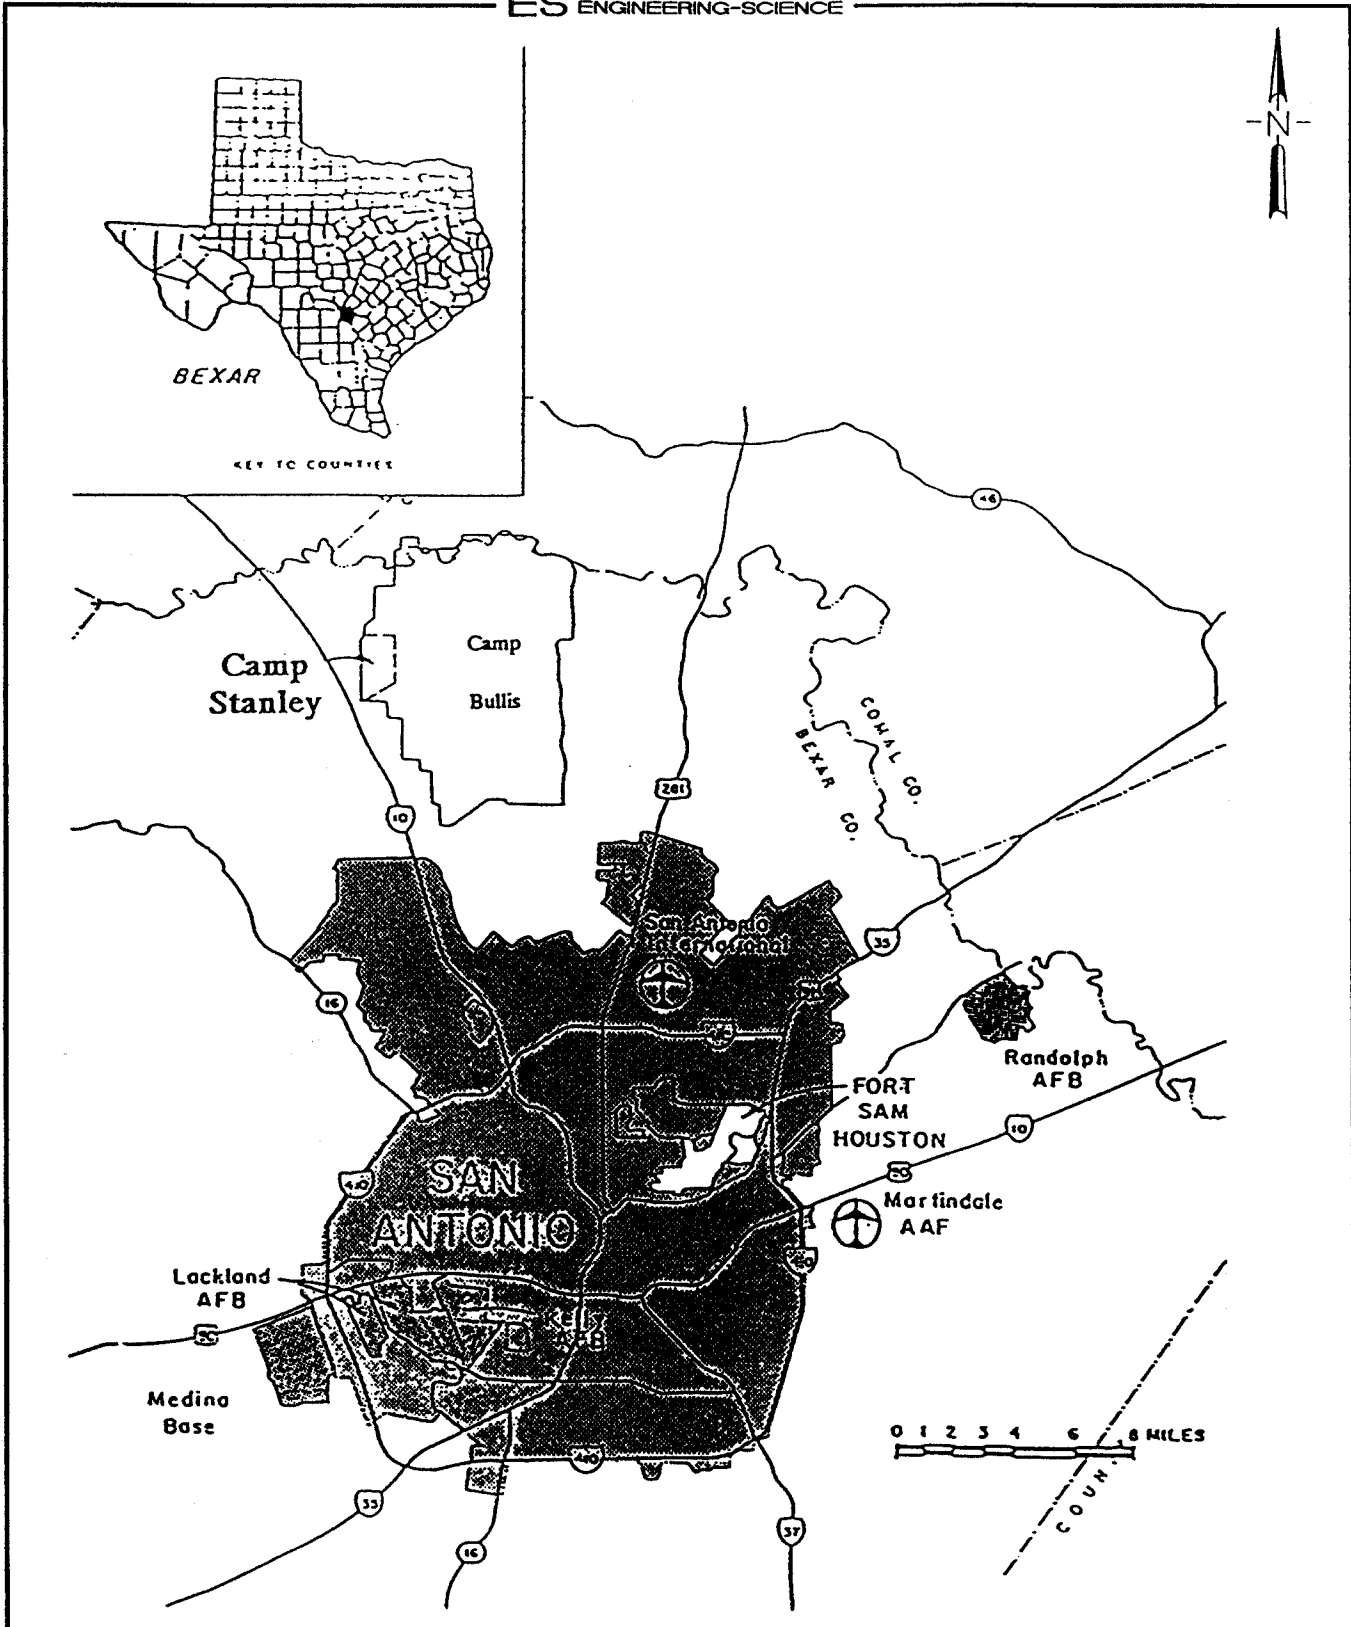 ES ENGINEERING-SCIENCE
N
BEXAR
KEY TO COUNTIES
46
Camp
Stanley
Camp
Bullis
COMAL CO.
BEXAR CO.
281
10
San Antonio
International
35
16
Randolph
AFB
FORT
SAM
HOUSTON
10
90
410
SAN
ANTONIO
Martindale
AAF
Lackland
AFB
KELLY
AFB
90
Medina
Base
0 1 2 3 4 6 8 MILES
410
COUN
35
37
16